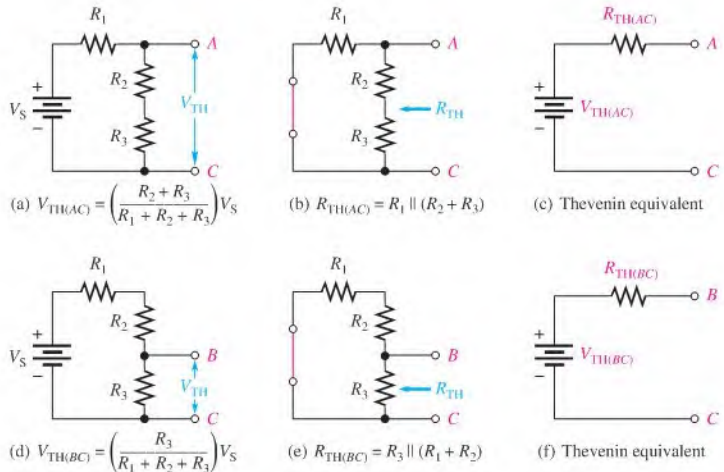 R1 A R1 A RTH(AC) A
+ R2 R2 +
VS VTH RTH VTH(AC)
− R3 R3 −
C C C
(a) VTH(AC) = ( R2 + R3 / R1 + R2 + R3 ) VS (b) RTH(AC) = R1 || (R2 + R3) (c) Thevenin equivalent
R1 R1 RTH(BC) B
+ R2 R2 +
VS B B VTH(BC)
− R3 VTH R3 RTH −
C C C
(d) VTH(BC) = ( R3 / R1 + R2 + R3 ) VS (e) RTH(BC) = R3 || (R1 + R2) (f) Thevenin equivalent